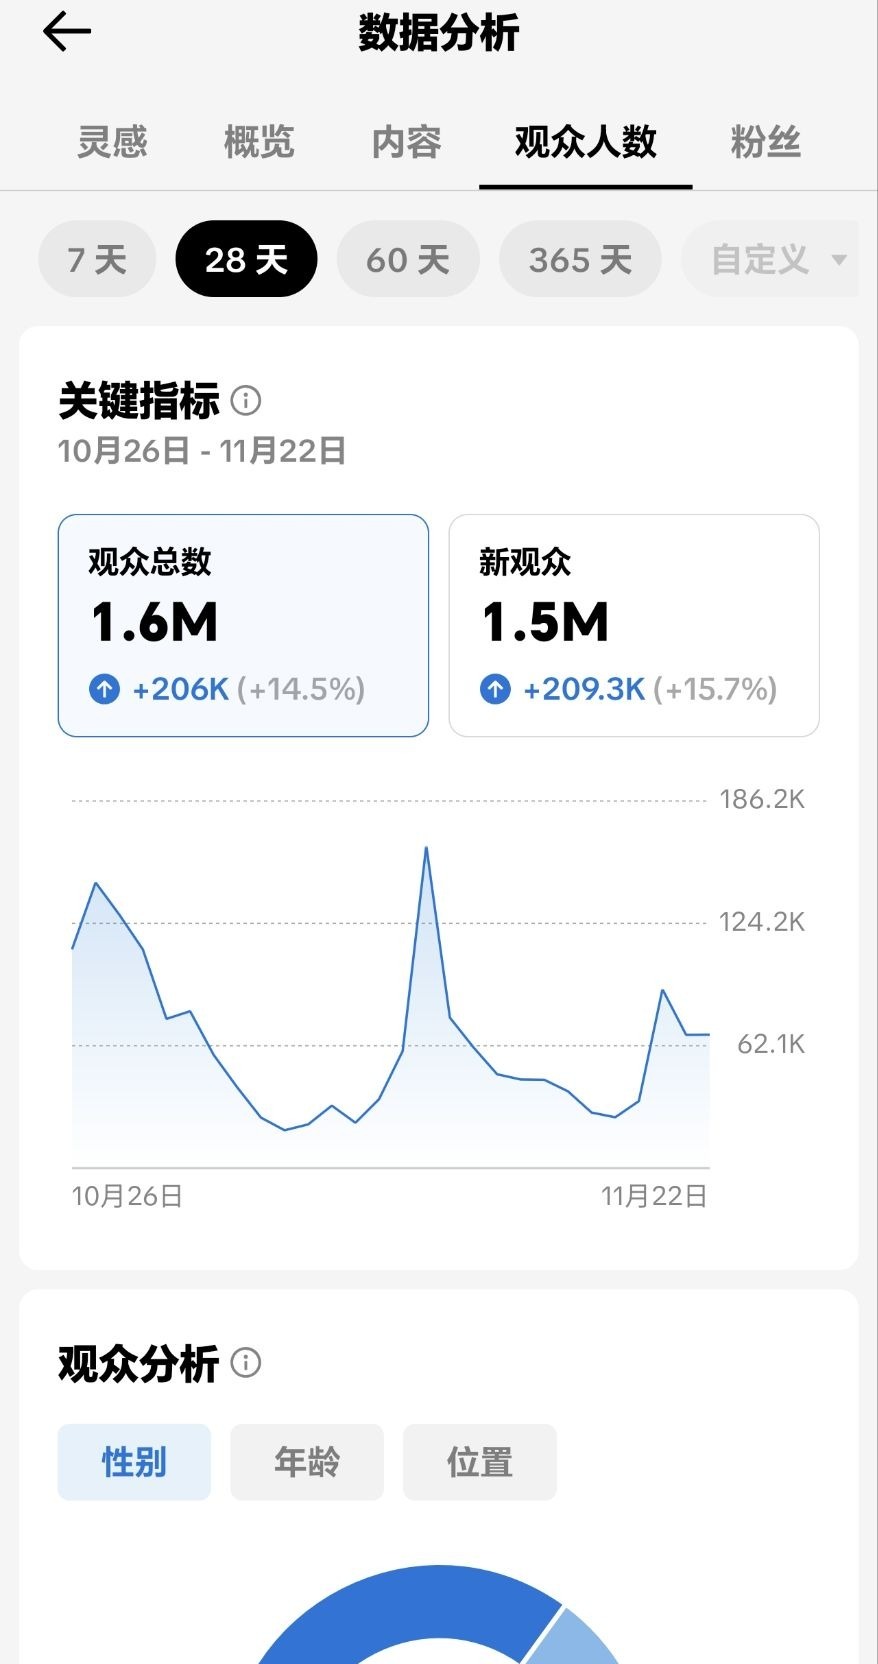 数据分析
灵感 概览 内容 观众人数 粉丝
7 天 28 天 60 天 365 天 自定义
关键指标
10月26日 - 11月22日
观众总数 新观众
1.6M 1.5M
+206K (+14.5%) +209.3K (+15.7%)
186.2K
124.2K
62.1K
10月26日 11月22日
观众分析
性别 年龄 位置